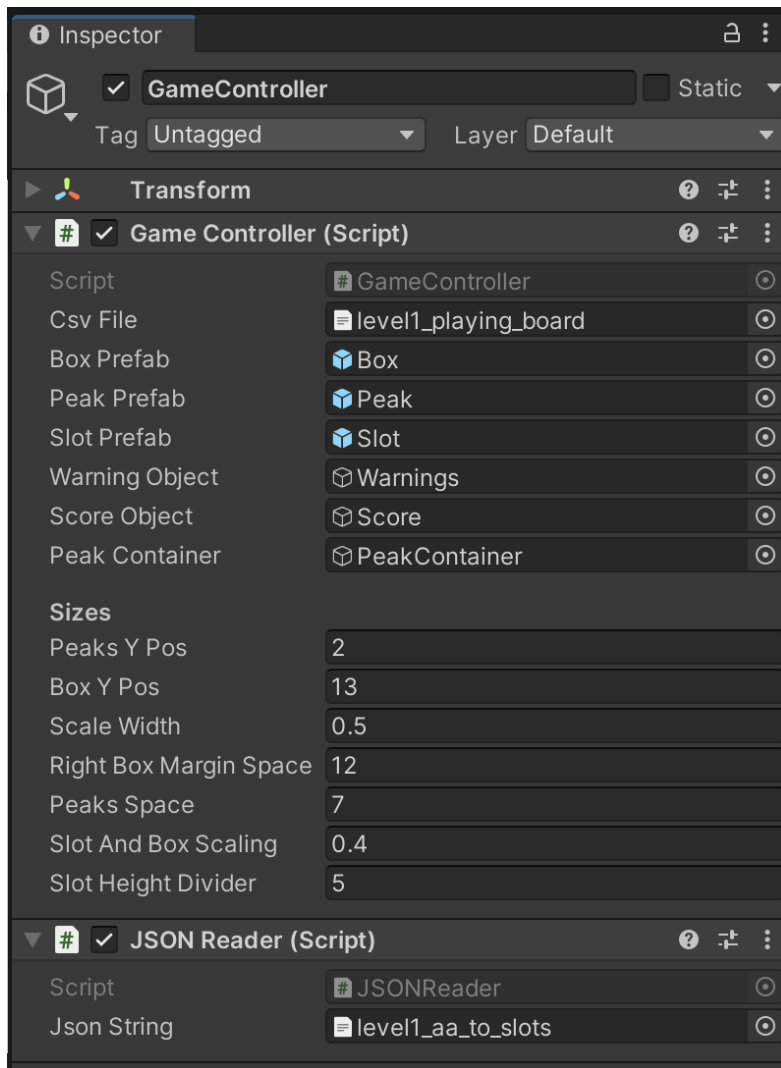 Inspector
GameController Static
Tag Untagged Layer Default
Transform
# Game Controller (Script)
Script # GameController
Csv File level1_playing_board
Box Prefab Box
Peak Prefab Peak
Slot Prefab Slot
Warning Object Warnings
Score Object Score
Peak Container PeakContainer
Sizes
Peaks Y Pos 2
Box Y Pos 13
Scale Width 0.5
Right Box Margin Space 12
Peaks Space 7
Slot And Box Scaling 0.4
Slot Height Divider 5
# JSON Reader (Script)
Script # JSONReader
Json String level1_aa_to_slots